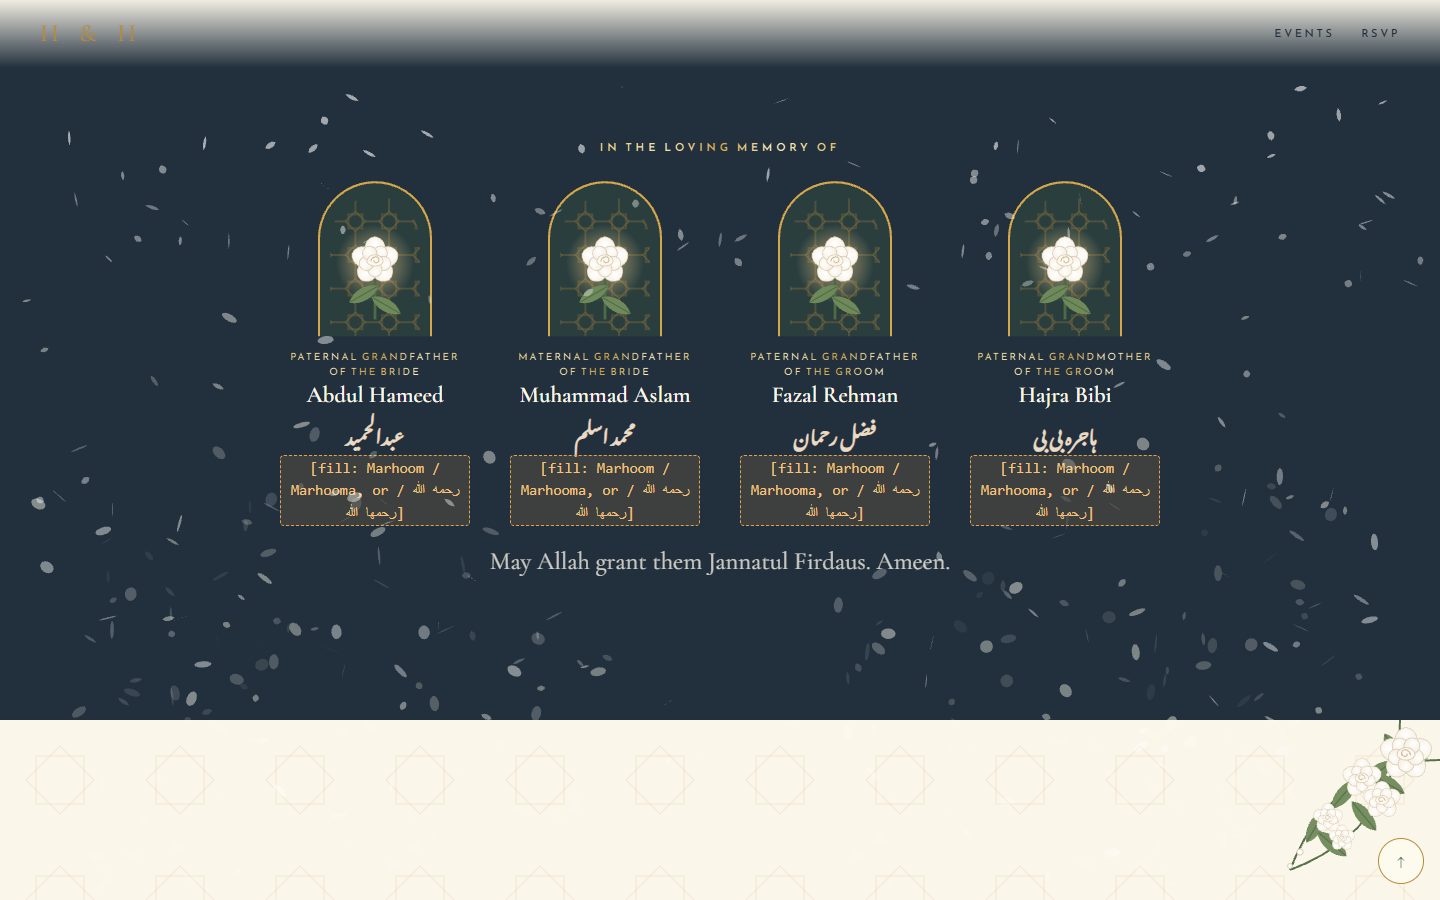 H & H
EVENTS RSVP
IN THE LOVING MEMORY OF
PATERNAL GRANDFATHER
OF THE BRIDE
Abdul Hameed
عبدالحمید
[fill: Marhoom /
Marhooma, or / رحمه الله
رحمها الله]
MATERNAL GRANDFATHER
OF THE BRIDE
Muhammad Aslam
محمد اسلم
[fill: Marhoom /
Marhooma, or / رحمه الله
رحمها الله]
PATERNAL GRANDFATHER
OF THE GROOM
Fazal Rehman
فضل رحمان
[fill: Marhoom /
Marhooma, or / رحمه الله
رحمها الله]
PATERNAL GRANDMOTHER
OF THE GROOM
Hajra Bibi
ہاجرہ بی بی
[fill: Marhoom /
Marhooma, or / رحمه الله
رحمها الله]
May Allah grant them Jannatul Firdaus. Ameen.
↑